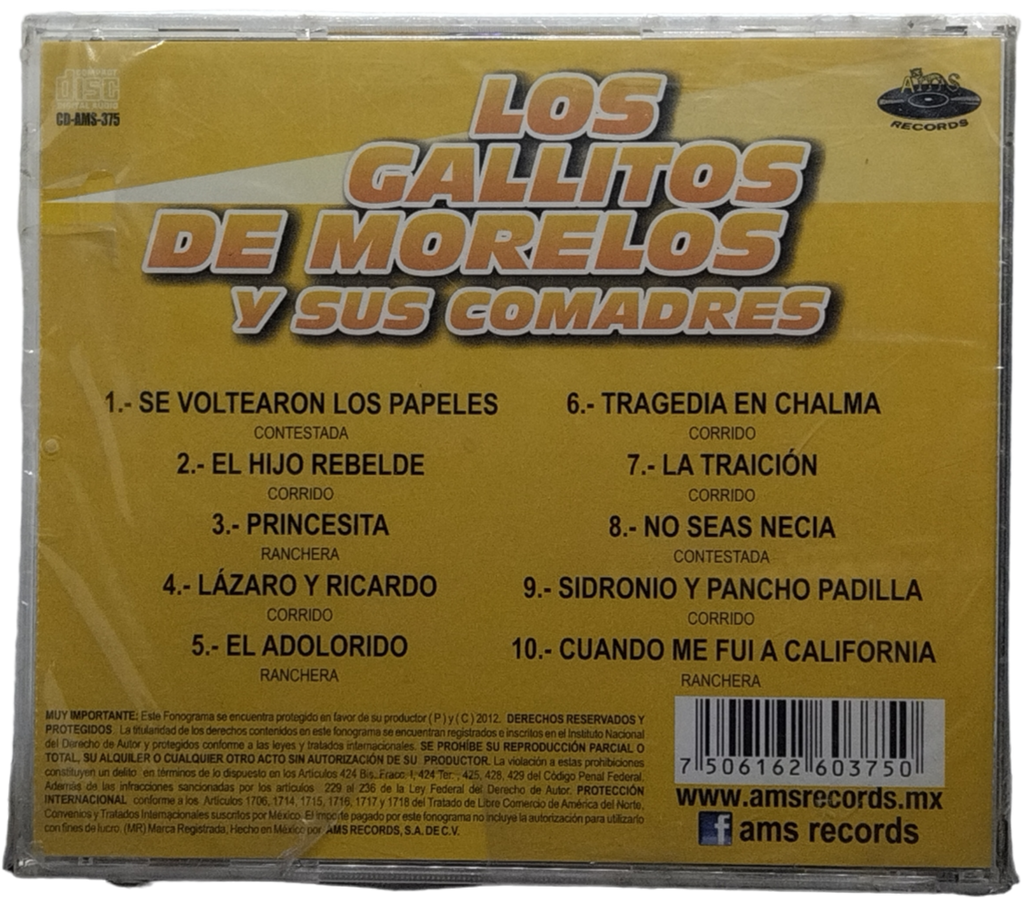 COMPACT
disc
DIGITAL AUDIO
CD-AMS-375
AMS
RECORDS
LOS
GALLITOS
DE MORELOS
Y SUS COMADRES
1.- SE VOLTEARON LOS PAPELES
CONTESTADA
2.- EL HIJO REBELDE
CORRIDO
3.- PRINCESITA
RANCHERA
4.- LÁZARO Y RICARDO
CORRIDO
5.- EL ADOLORIDO
RANCHERA
6.- TRAGEDIA EN CHALMA
CORRIDO
7.- LA TRAICIÓN
CORRIDO
8.- NO SEAS NECIA
CONTESTADA
9.- SIDRONIO Y PANCHO PADILLA
CORRIDO
10.- CUANDO ME FUI A CALIFORNIA
RANCHERA
MUY IMPORTANTE: Este Fonograma se encuentra protegido en favor de su productor ( P ) y ( C ) 2012. DERECHOS RESERVADOS Y
PROTEGIDOS. La titularidad de los derechos contenidos en este fonograma se encuentran registrados e inscritos en el Instituto Nacional
del Derecho de Autor y protegidos conforme a las leyes y tratados internacionales. SE PROHÍBE SU REPRODUCCIÓN PARCIAL O
TOTAL, SU ALQUILER O CUALQUIER OTRO ACTO SIN AUTORIZACIÓN DE SU PRODUCTOR. La violación a estas prohibiciones
constituyen un delito en términos de lo dispuesto en los Artículos 424 Bis. Fracc. I, 424 Ter., 425, 428, 429 del Código Penal Federal.
Además de las infracciones sancionadas por los artículos 229 al 236 de la Ley Federal del Derecho de Autor. PROTECCIÓN
INTERNACIONAL conforme a los Artículos 1706, 1714, 1715, 1716, 1717 y 1718 del Tratado de Libre Comercio de América del Norte,
Convenios y Tratados Internacionales suscritos por México. El importe pagado por este fonograma no incluye la autorización para utilizarlo
con fines de lucro. (MR) Marca Registrada, Hecho en México por AMS RECORDS, S.A. DE C.V.
7 506162 603750
www.amsrecords.mx
f ams records